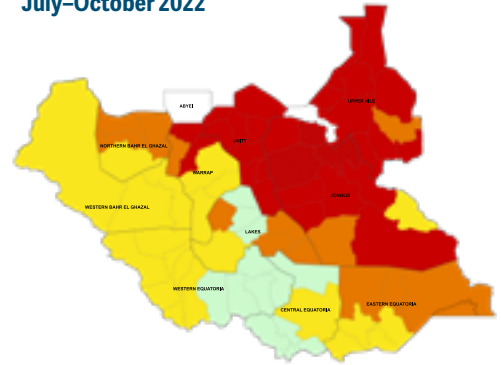 July–October 2022
ABYEI
UPPER NILE
UNITY
NORTHERN BAHR EL GHAZAL
WARRAP
JONGLEI
WESTERN BAHR EL GHAZAL
LAKES
WESTERN EQUATORIA
CENTRAL EQUATORIA
EASTERN EQUATORIA